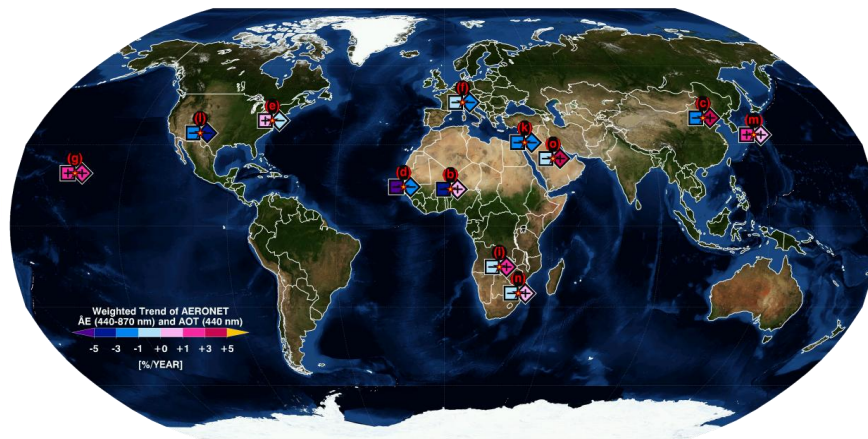 (f)
(e)
(c)
(l)
(k)
(m)
(o)
(g)
(d)
(b)
(i)
(n)
Weighted Trend of AERONET
ÅE (440-870 nm) and AOT (440 nm)
-5 -3 -1 +0 +1 +3 +5
[%/YEAR]